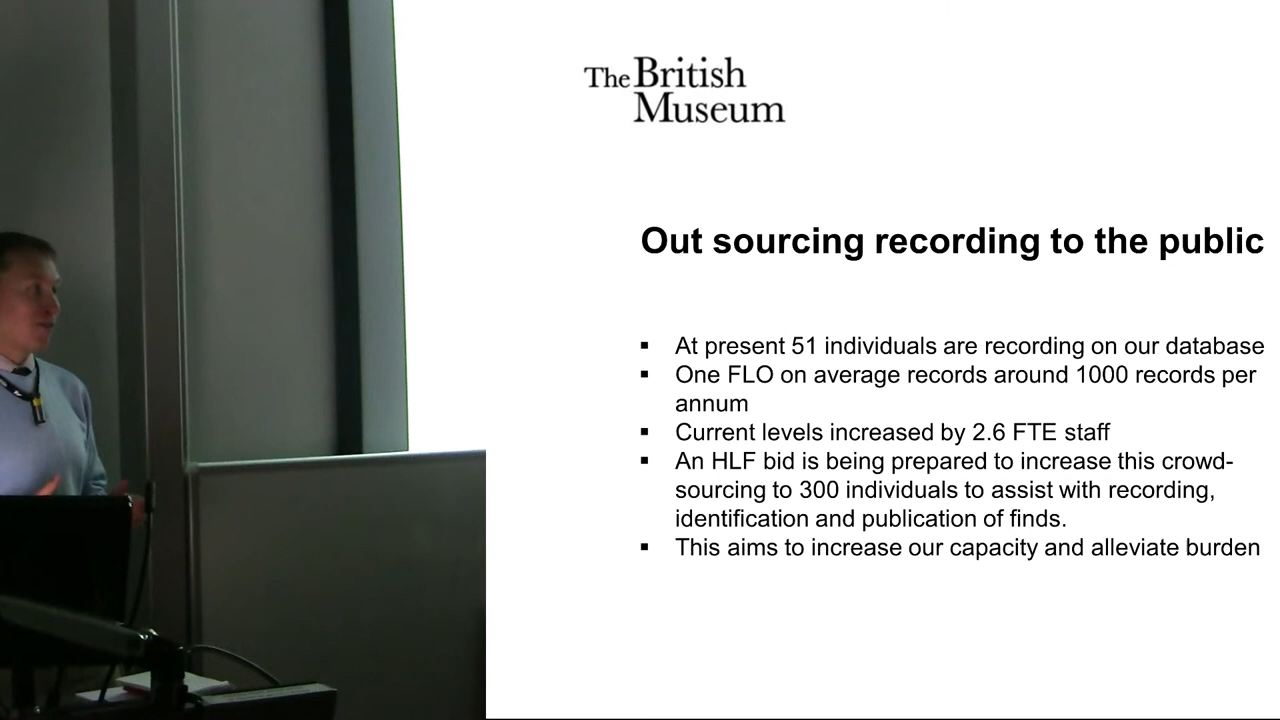 The British
Museum
Out sourcing recording to the public
▪ At present 51 individuals are recording on our database
▪ One FLO on average records around 1000 records per
annum
▪ Current levels increased by 2.6 FTE staff
▪ An HLF bid is being prepared to increase this crowd-
sourcing to 300 individuals to assist with recording,
identification and publication of finds.
▪ This aims to increase our capacity and alleviate burden